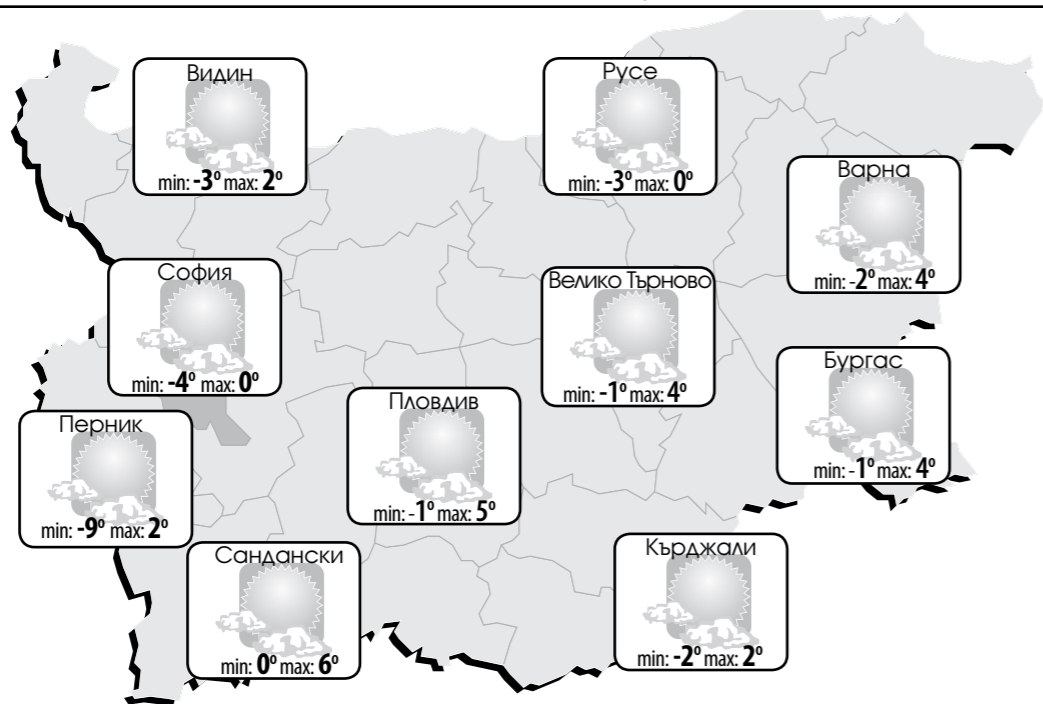 Видин
min: -3° max: 2°
Русе
min: -3° max: 0°
Варна
min: -2° max: 4°
София
min: -4° max: 0°
Велико Търново
min: -1° max: 4°
Бургас
min: -1° max: 4°
Пловдив
min: -1° max: 5°
Перник
min: -9° max: 2°
Сандански
min: 0° max: 6°
Кърджали
min: -2° max: 2°